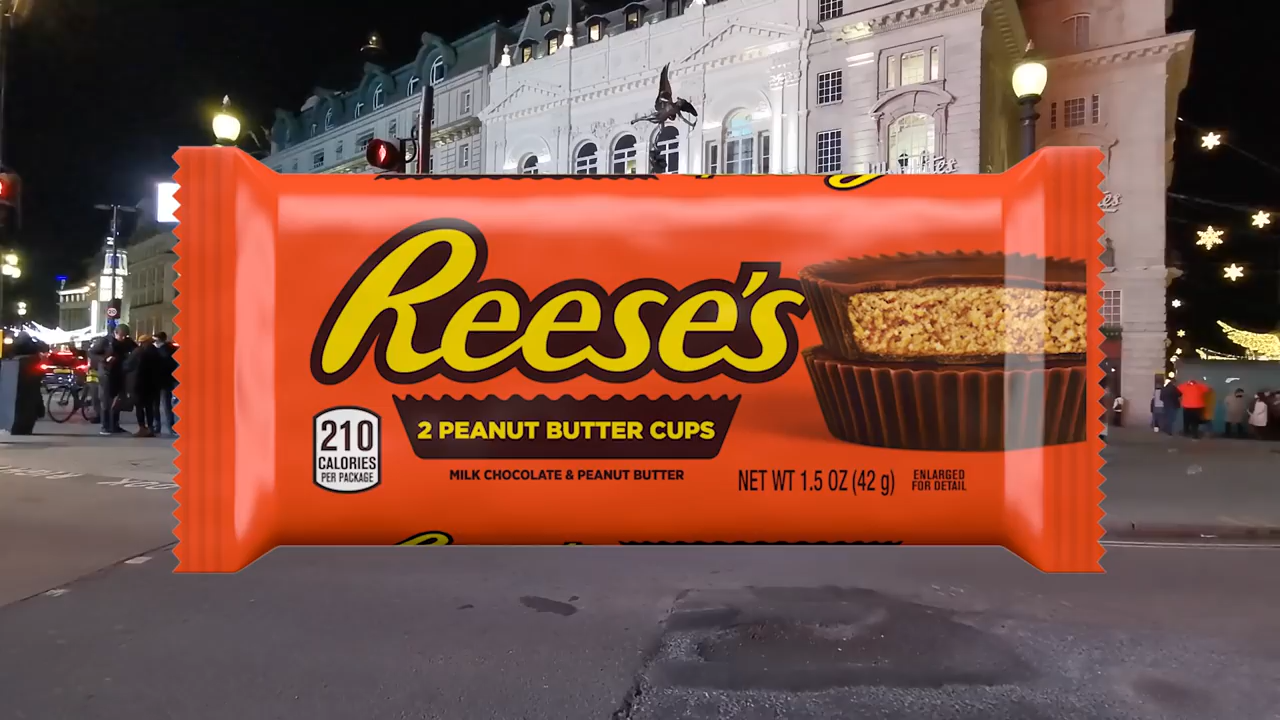 Reese's
2 PEANUT BUTTER CUPS
MILK CHOCOLATE & PEANUT BUTTER
210
CALORIES
PER PACKAGE
NET WT 1.5 OZ (42 g)
ENLARGED
FOR DETAIL